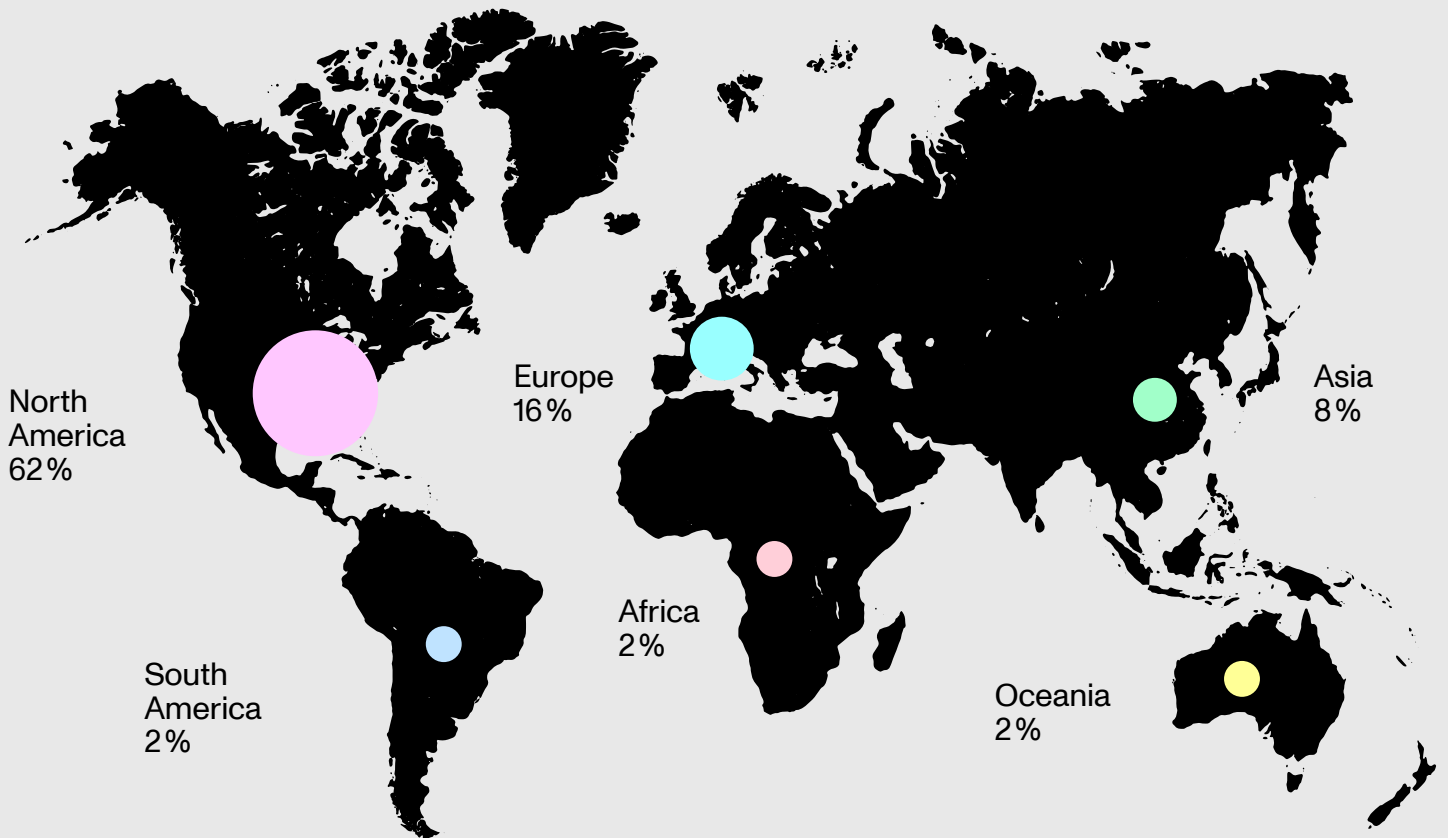 North
America
62%
Europe
16%
Asia
8%
South
America
2%
Africa
2%
Oceania
2%